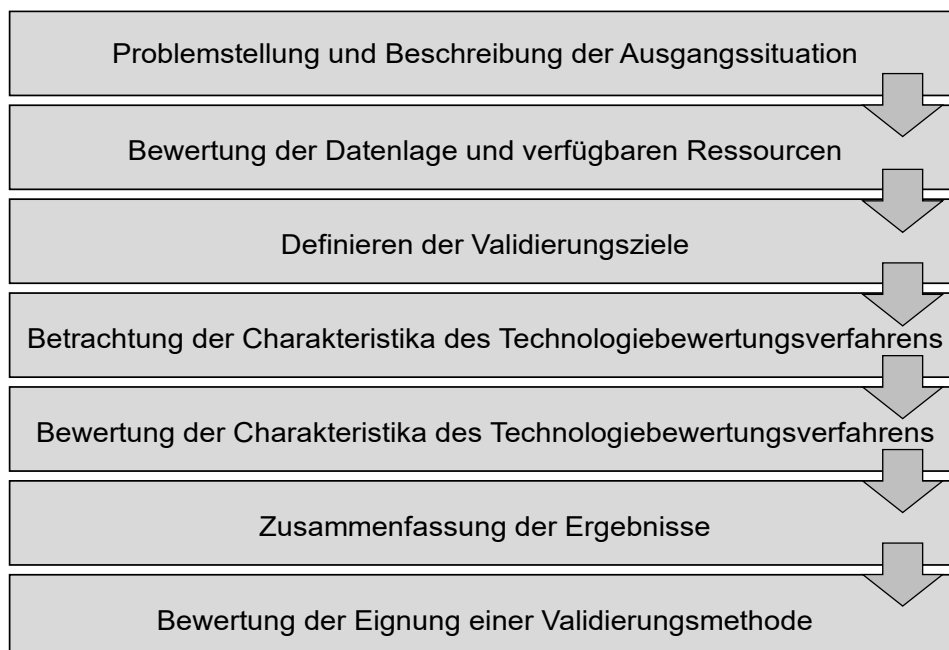 Problemstellung und Beschreibung der Ausgangssituation
Bewertung der Datenlage und verfügbaren Ressourcen
Definieren der Validierungsziele
Betrachtung der Charakteristika des Technologiebewertungsverfahrens
Bewertung der Charakteristika des Technologiebewertungsverfahrens
Zusammenfassung der Ergebnisse
Bewertung der Eignung einer Validierungsmethode